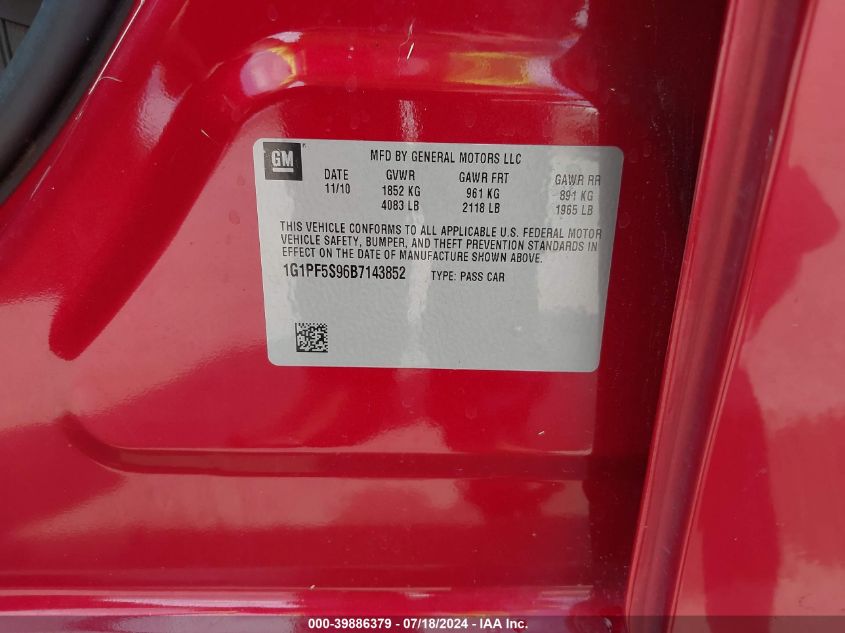 GM
MFD BY GENERAL MOTORS LLC
DATE GVWR GAWR FRT GAWR RR
11/10 1852 KG 961 KG 891 KG
4083 LB 2118 LB 1965 LB
THIS VEHICLE CONFORMS TO ALL APPLICABLE U.S. FEDERAL MOTOR
VEHICLE SAFETY, BUMPER, AND THEFT PREVENTION STANDARDS IN
EFFECT ON THE DATE OF MANUFACTURE SHOWN ABOVE.
1G1PF5S96B7143852 TYPE: PASS CAR
000-39886379 - 07/18/2024 - IAA Inc.